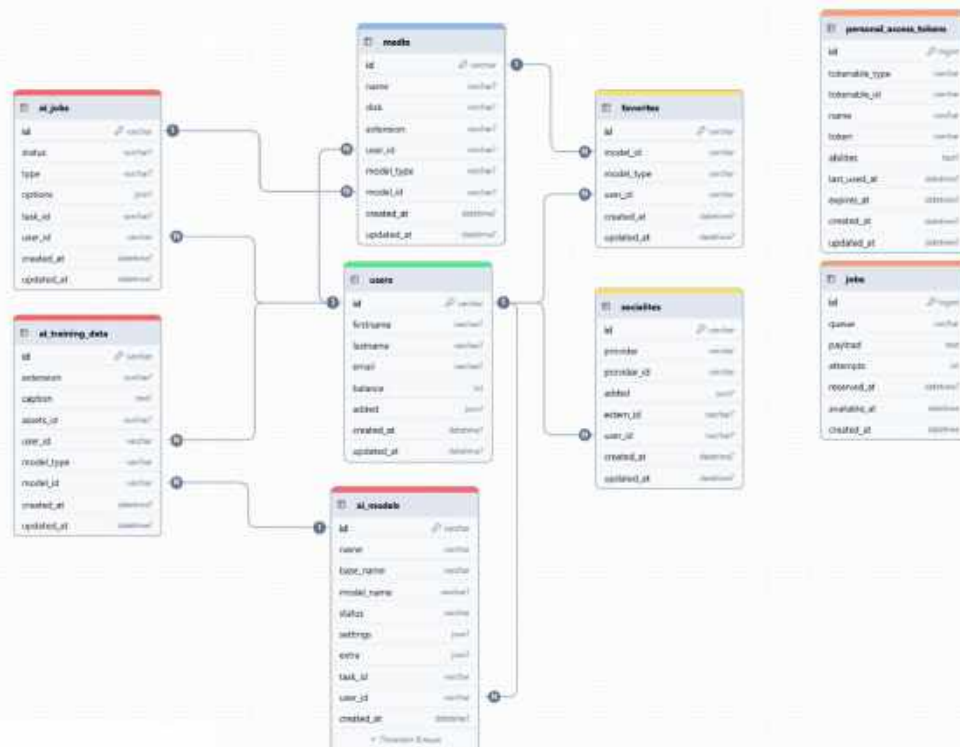 media
id varchar
name varchar?
disk varchar?
extension varchar?
user_id varchar?
model_type varchar?
model_id varchar?
created_at datetime?
updated_at datetime?
ai_jobs
id varchar
status varchar?
type varchar?
options json?
task_id varchar?
user_id varchar
created_at datetime?
updated_at datetime?
favorites
id varchar
model_id varchar
model_type varchar
user_id varchar
created_at datetime?
updated_at datetime?
personal_access_tokens
id
tokenable_type varchar
tokenable_id varchar
name varchar
token varchar
abilities text?
last_used_at datetime?
expires_at datetime?
created_at datetime?
updated_at datetime?
users
id varchar
firstname varchar?
lastname varchar?
email varchar?
balance int
added json?
created_at datetime?
updated_at datetime?
ai_training_data
id varchar
extension varchar?
caption text?
assets_id varchar?
user_id varchar
model_type varchar
model_id varchar
created_at datetime?
updated_at datetime?
socialites
id varchar
provider varchar
provider_id varchar
added json?
extern_id varchar?
user_id varchar?
created_at datetime?
updated_at datetime?
jobs
id
queue varchar
payload text
attempts int
reserved_at datetime?
available_at datetime
created_at datetime
ai_models
id varchar
name varchar
base_name varchar
model_name varchar?
status varchar
settings json?
extra json?
task_id varchar
user_id varchar
created_at datetime?